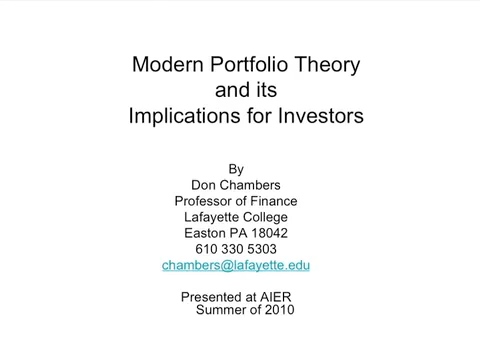 Modern Portfolio Theory
and its
Implications for Investors
By
Don Chambers
Professor of Finance
Lafayette College
Easton PA 18042
610 330 5303
chambers@lafayette.edu
Presented at AIER
Summer of 2010